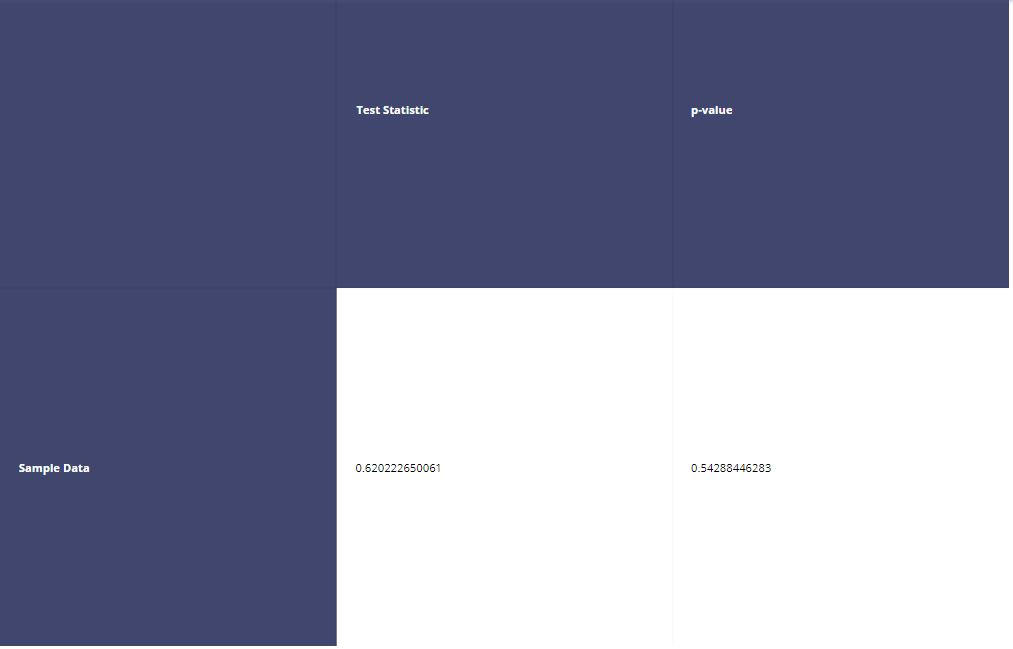 Test Statistic
p-value
Sample Data
0.620222650061
0.54288446283